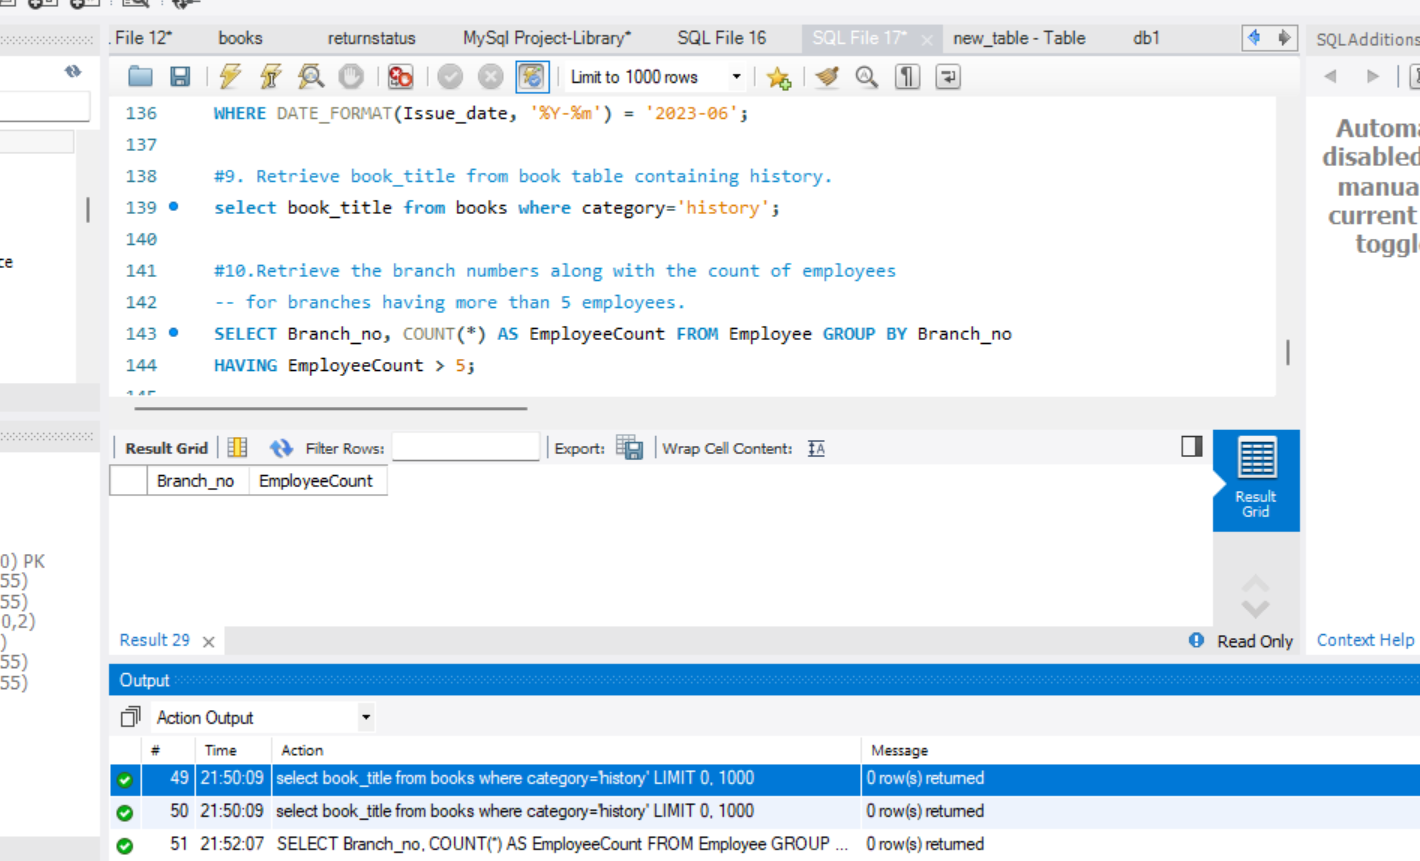 File 12*
books
returnstatus
MySql Project-Library*
SQL File 16
SQL File 17*
new_table - Table
db1
SQLAdditions
Limit to 1000 rows
136 WHERE DATE_FORMAT(Issue_date, '%Y-%m') = '2023-06';
137
138 #9. Retrieve book_title from book table containing history.
139 select book_title from books where category='history';
140
141 #10.Retrieve the branch numbers along with the count of employees
142 -- for branches having more than 5 employees.
143 SELECT Branch_no, COUNT(*) AS EmployeeCount FROM Employee GROUP BY Branch_no
144 HAVING EmployeeCount > 5;
Automa
disabled
manua
current
toggl
0) PK
55)
55)
0,2)
)
55)
55)
Result Grid
Filter Rows:
Export:
Wrap Cell Content:
Branch_no EmployeeCount
Result
Grid
Result 29
Read Only
Context Help
Output
Action Output
# Time Action Message
49 21:50:09 select book_title from books where category='history' LIMIT 0, 1000 0 row(s) returned
50 21:50:09 select book_title from books where category='history' LIMIT 0, 1000 0 row(s) returned
51 21:52:07 SELECT Branch_no, COUNT(*) AS EmployeeCount FROM Employee GROUP ... 0 row(s) returned